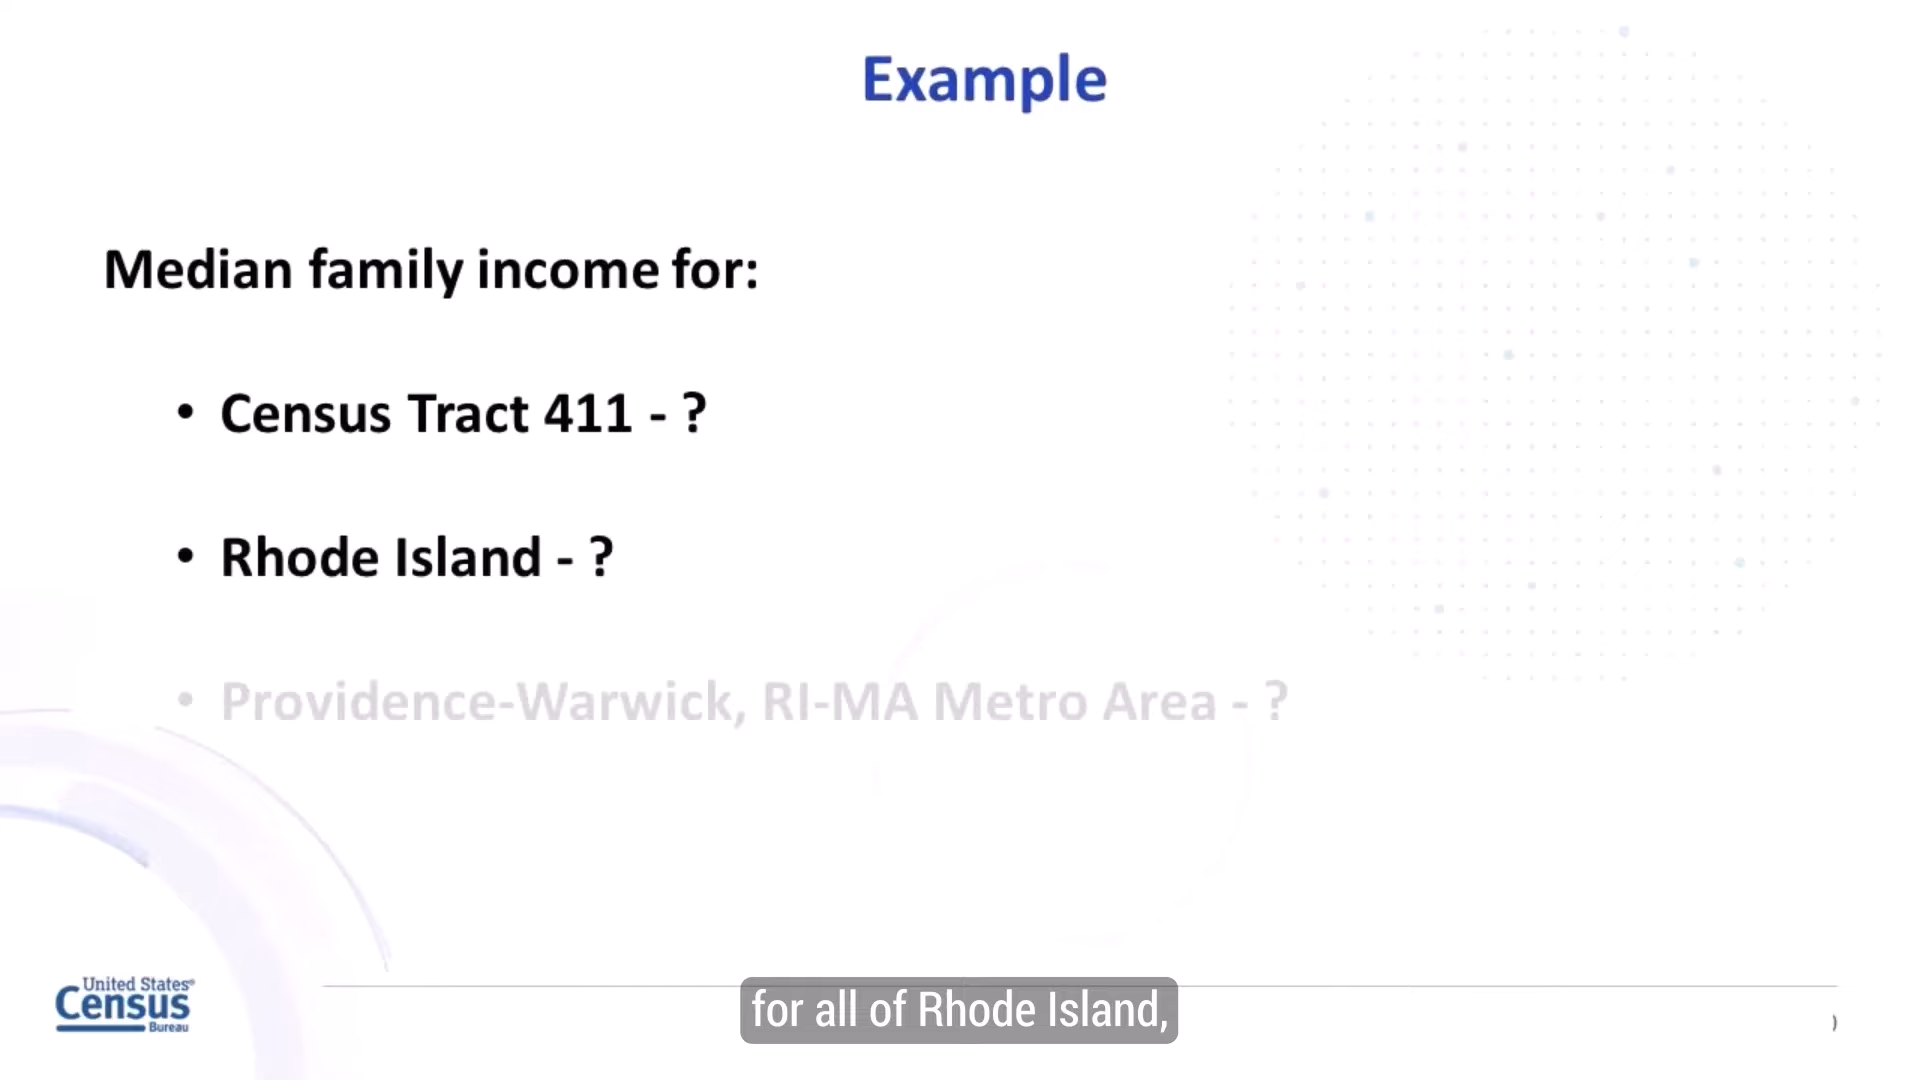 Example
Median family income for:
• Census Tract 411 - ?
• Rhode Island - ?
• Providence-Warwick, RI-MA Metro Area - ?
United States®
Census
Bureau
for all of Rhode Island,